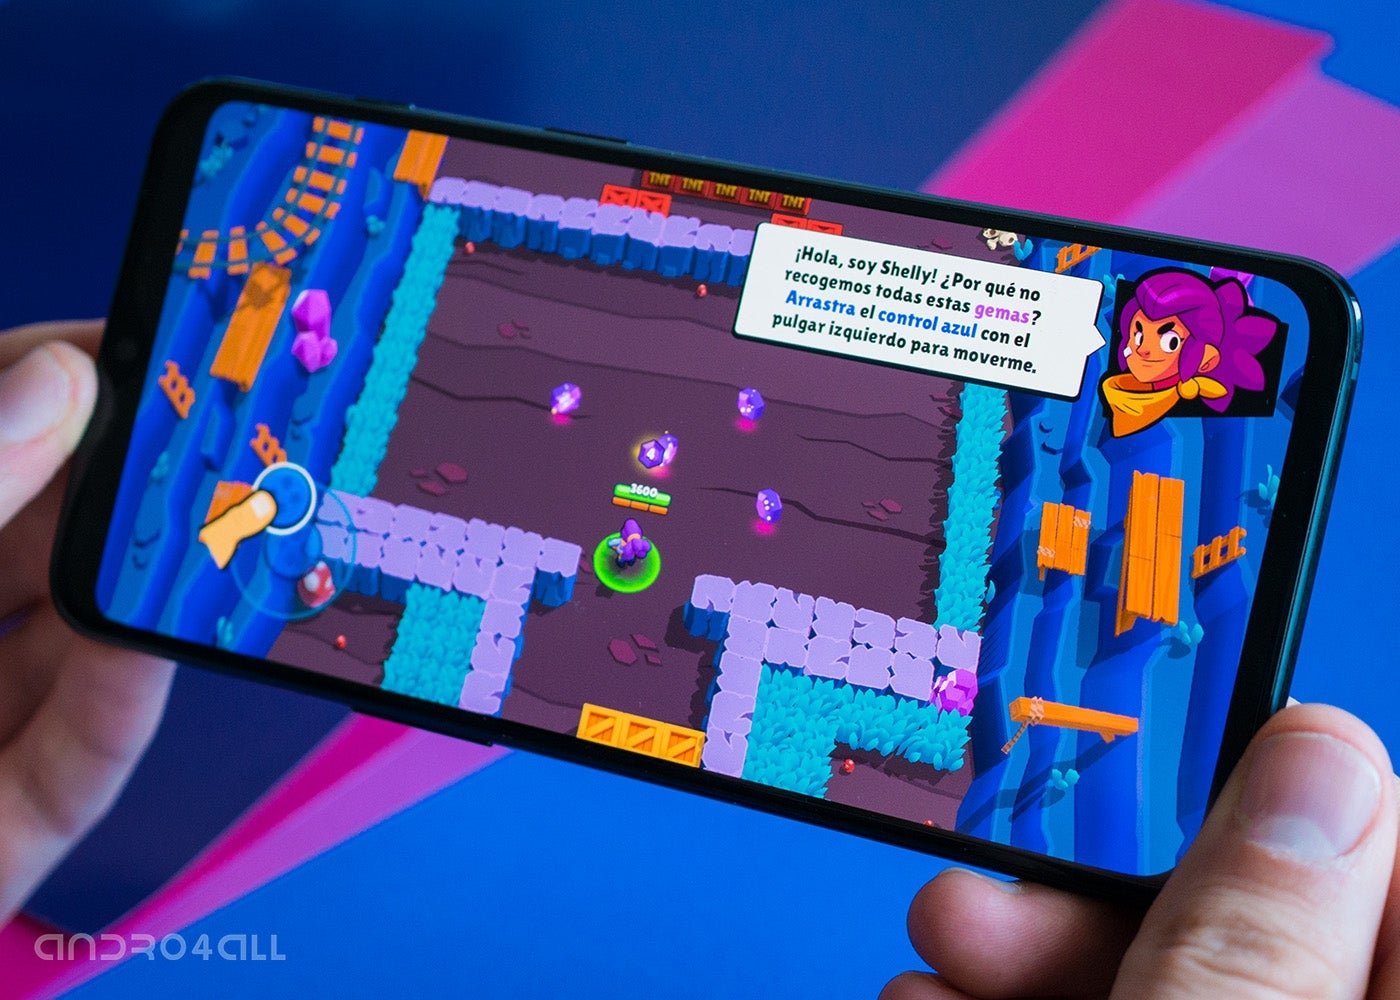 TNT TNT TNT TNT TNT
¡Hola, soy Shelly! ¿Por qué no
recogemos todas estas gemas?
Arrastra el control azul con el
pulgar izquierdo para moverme.
3600
ANDRO4ALL